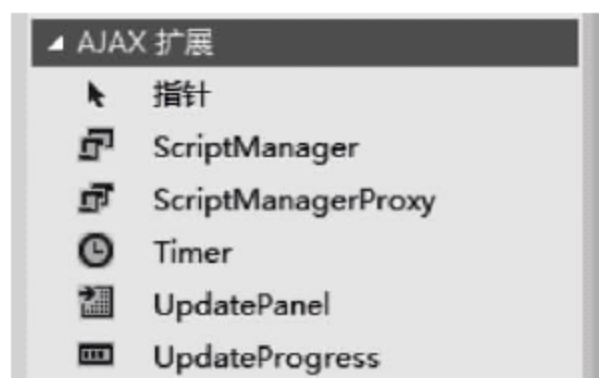 AJAX 扩展
指针
ScriptManager
ScriptManagerProxy
Timer
UpdatePanel
UpdateProgress